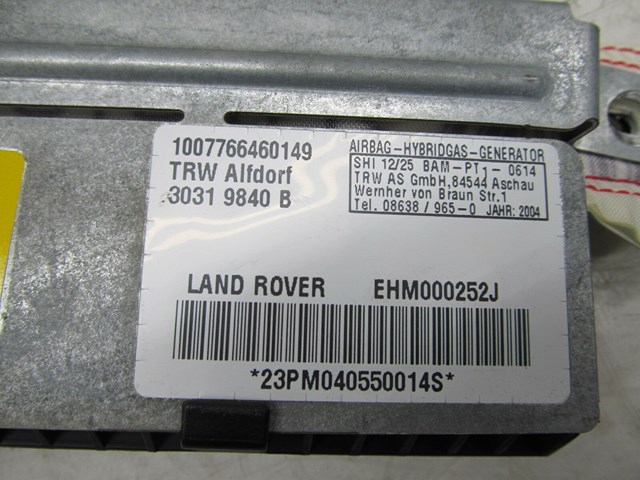 1007766460149
TRW Alfdorf
3031 9840 B
AIRBAG-HYBRIDGAS-GENERATOR
SHI 12/25 BAM-PT1-0614
TRW AS GmbH,84544 Aschau
Wernher von Braun Str.1
Tel. 08638/965-0 JAHR: 2004
LAND ROVER EHM000252J
*23PM040550014S*